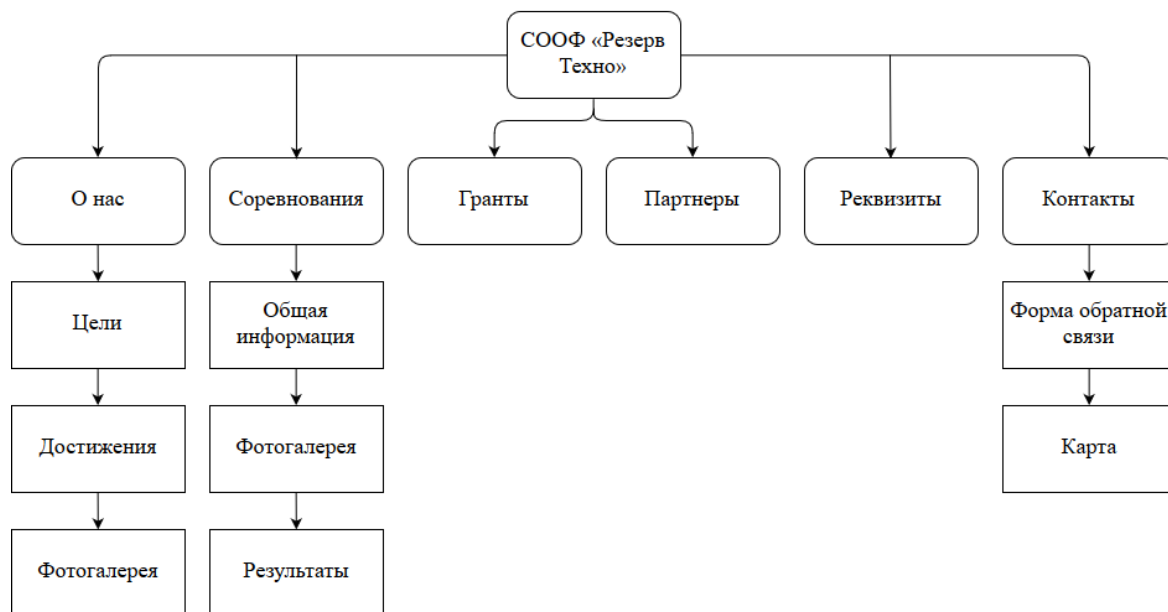 СООФ «Резерв
Техно»
О нас
Соревнования
Гранты
Партнеры
Реквизиты
Контакты
Цели
Общая
информация
Форма обратной
связи
Достижения
Фотогалерея
Карта
Фотогалерея
Результаты